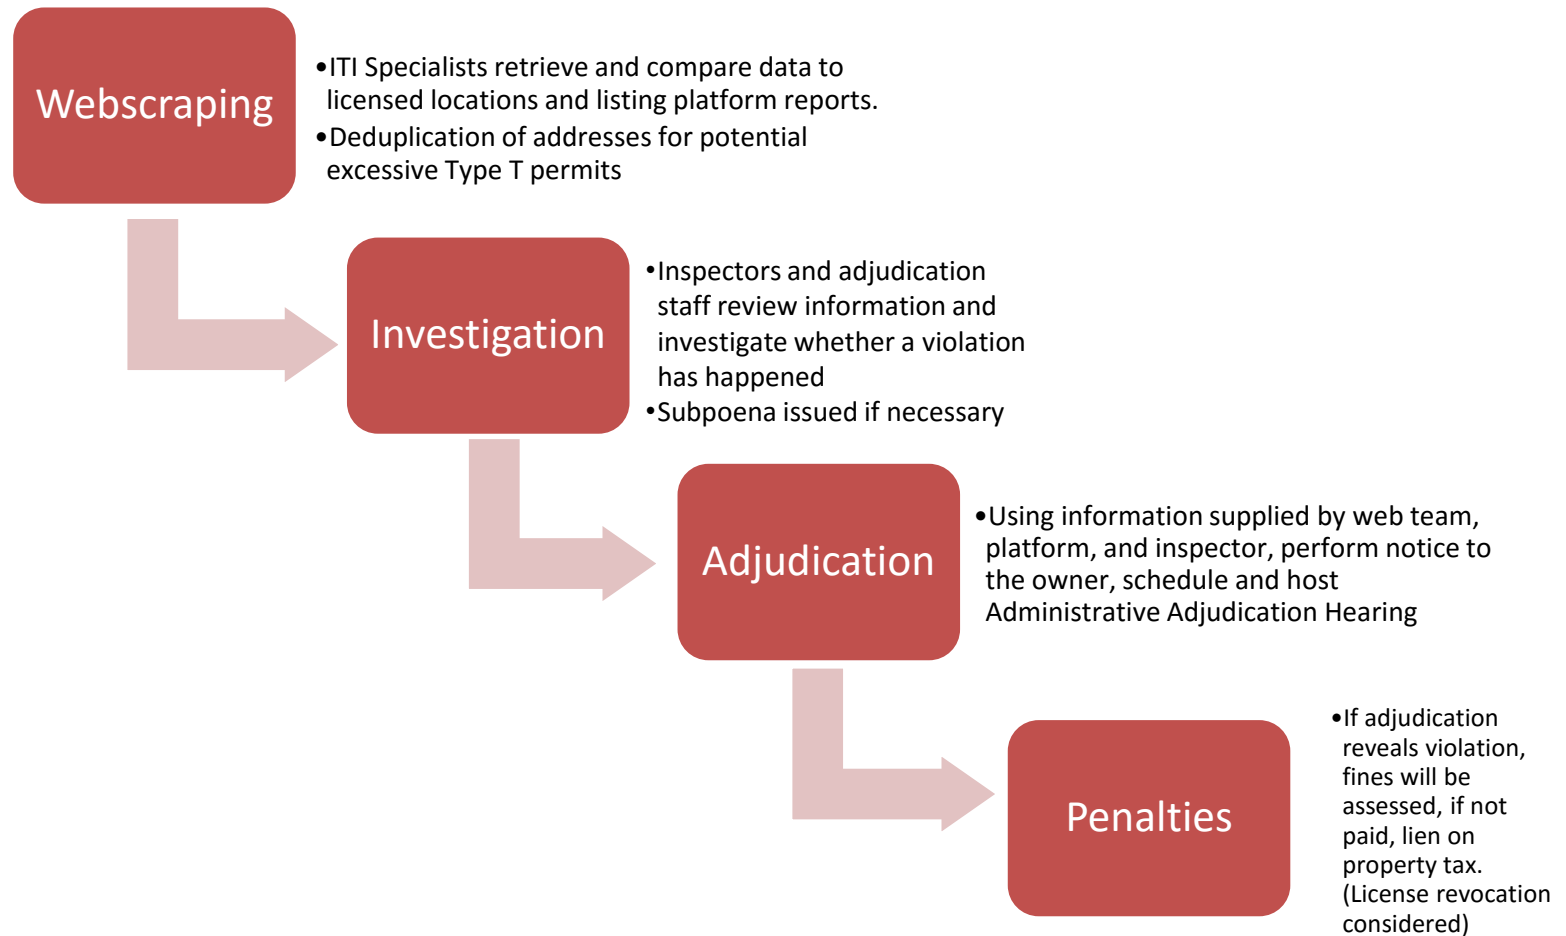 Webscraping
•ITI Specialists retrieve and compare data to
licensed locations and listing platform reports.
•Deduplication of addresses for potential
excessive Type T permits
Investigation
•Inspectors and adjudication
staff review information and
investigate whether a violation
has happened
•Subpoena issued if necessary
Adjudication
•Using information supplied by web team,
platform, and inspector, perform notice to
the owner, schedule and host
Administrative Adjudication Hearing
Penalties
•If adjudication
reveals violation,
fines will be
assessed, if not
paid, lien on
property tax.
(License revocation
considered)